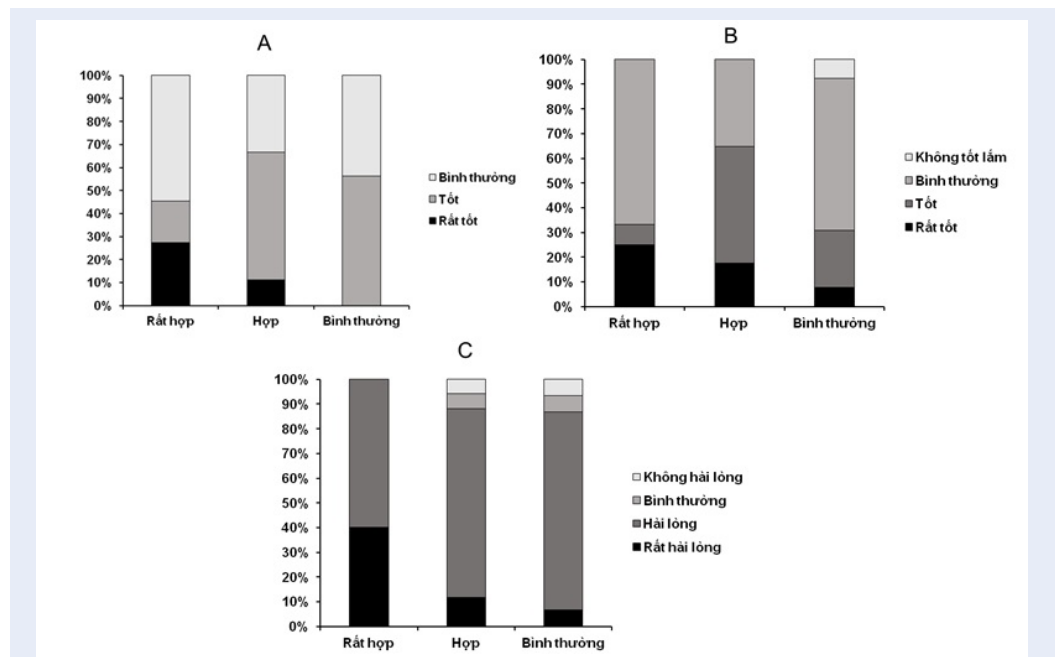 A
100%
90%
80%
70%
60%
50%
40%
30%
20%
10%
0%
Rất hợp Hợp Bình thường
Bình thường
Tốt
Rất tốt
B
100%
90%
80%
70%
60%
50%
40%
30%
20%
10%
0%
Rất hợp Hợp Bình thường
Không tốt lắm
Bình thường
Tốt
Rất tốt
C
100%
90%
80%
70%
60%
50%
40%
30%
20%
10%
0%
Rất hợp Hợp Bình thường
Không hài lòng
Bình thường
Hài lòng
Rất hài lòng